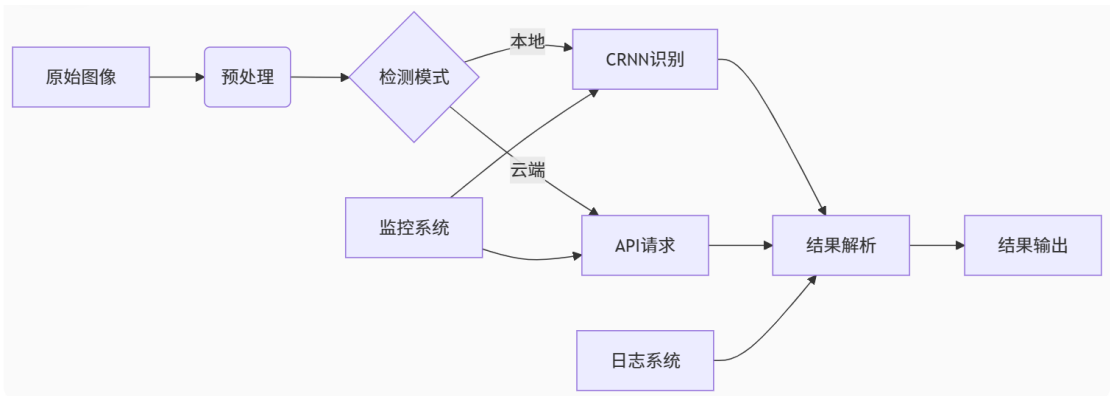 原始图像
预处理
检测模式
本地
CRNN识别
云端
监控系统
API请求
结果解析
结果输出
日志系统